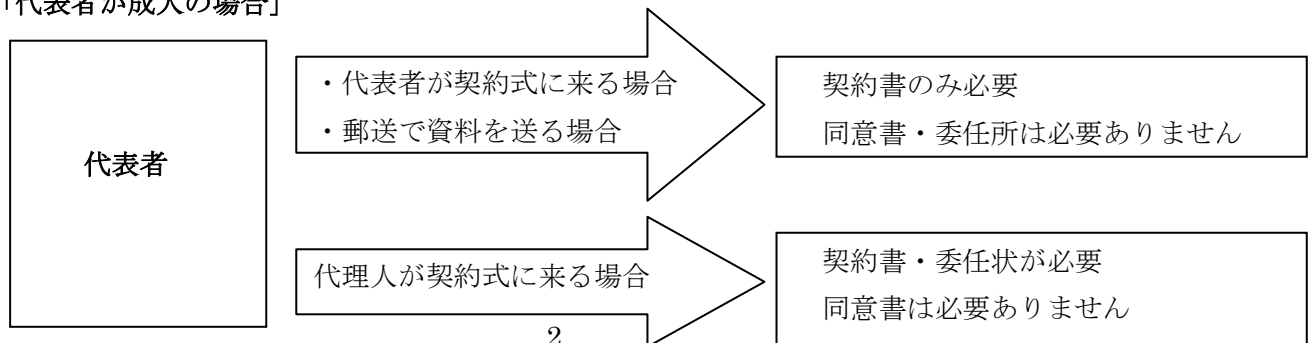 「代表者が成人の場合」
代表者
・代表者が契約式に来る場合
・郵送で資料を送る場合
契約書のみ必要
同意書・委任所は必要ありません
代理人が契約式に来る場合
契約書・委任状が必要
同意書は必要ありません
2